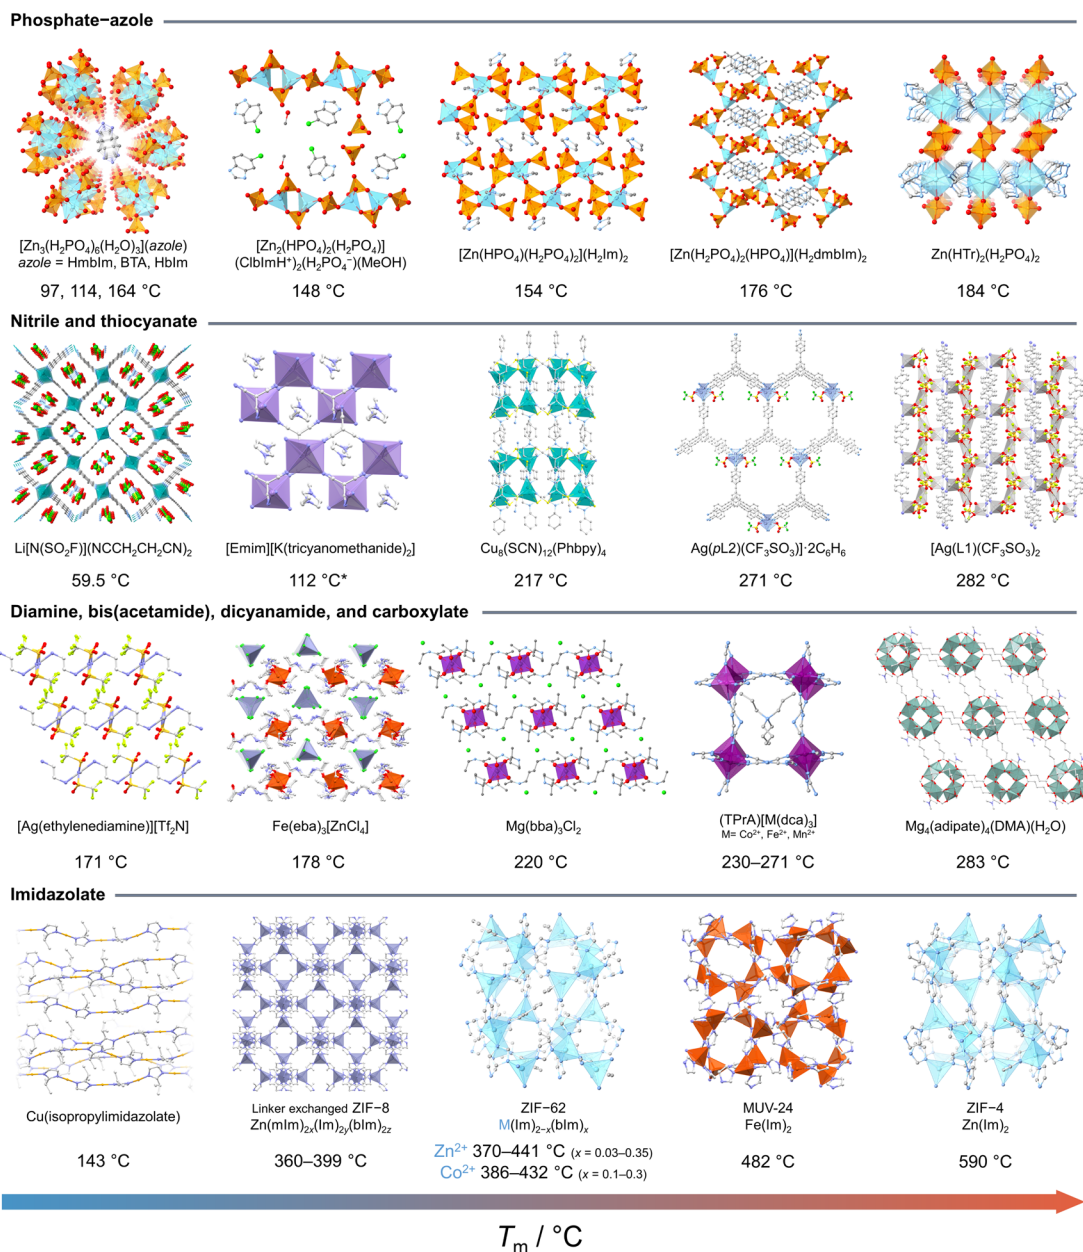 Phosphate−azole
[Zn₃(H₂PO₄)₆(H₂O)₃](azole)
azole = HmbIm, BTA, HbIm
97, 114, 164 °C
[Zn₂(HPO₄)₂(H₂PO₄)]
(ClbImH⁺)₂(H₂PO₄⁻)(MeOH)
148 °C
[Zn(HPO₄)(H₂PO₄)₂](H₂Im)₂
154 °C
[Zn(H₂PO₄)₂(HPO₄)](H₂dmbIm)₂
176 °C
Zn(HTr)₂(H₂PO₄)₂
184 °C
Nitrile and thiocyanate
Li[N(SO₂F)](NCCH₂CH₂CN)₂
59.5 °C
[Emim][K(tricyanomethanide)₂]
112 °C*
Cu₈(SCN)₁₂(Phbpy)₄
217 °C
Ag(pL2)(CF₃SO₃)]·2C₆H₆
271 °C
[Ag(L1)(CF₃SO₃)₂
282 °C
Diamine, bis(acetamide), dicyanamide, and carboxylate
[Ag(ethylenediamine)][Tf₂N]
171 °C
Fe(eba)₃[ZnCl₄]
178 °C
Mg(bba)₃Cl₂
220 °C
(TPrA)[M(dca)₃]
M= Co²⁺, Fe²⁺, Mn²⁺
230–271 °C
Mg₄(adipate)₄(DMA)(H₂O)
283 °C
Imidazolate
Cu(isopropylimidazolate)
143 °C
Linker exchanged ZIF−8
Zn(mIm)₂ₓ(Im)₂ᵧ(bIm)₂z
360–399 °C
ZIF−62
M(Im)₂₋ₓ(bIm)ₓ
Zn²⁺ 370–441 °C (x = 0.03–0.35)
Co²⁺ 386–432 °C (x = 0.1–0.3)
MUV-24
Fe(Im)₂
482 °C
ZIF−4
Zn(Im)₂
590 °C
Tₘ / °C